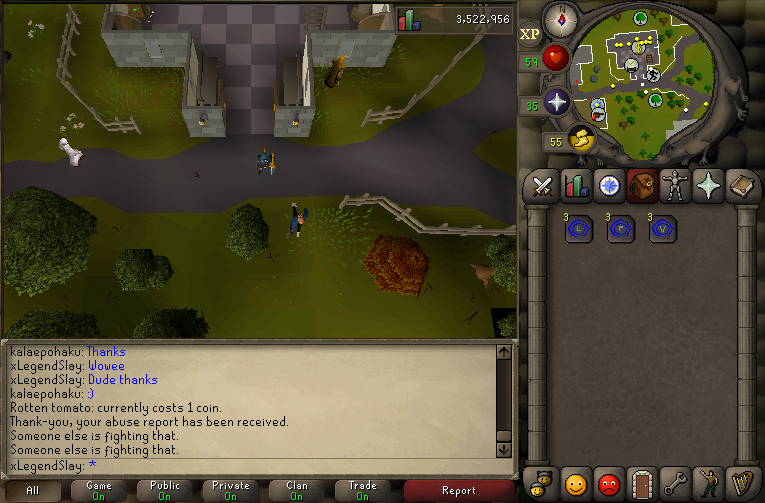 3,522,956
XP
59
35
55
3 3 3
L r V
kalaepohaku: Thanks
xLegendSlay: Wowee
xLegendSlay: Dude thanks
kalaepohaku: :)
Rotten tomato: currently costs 1 coin.
Thank-you, your abuse report has been received.
Someone else is fighting that.
Someone else is fighting that.
xLegendSlay: *
All Game On Public On Private On Clan On Trade On Report